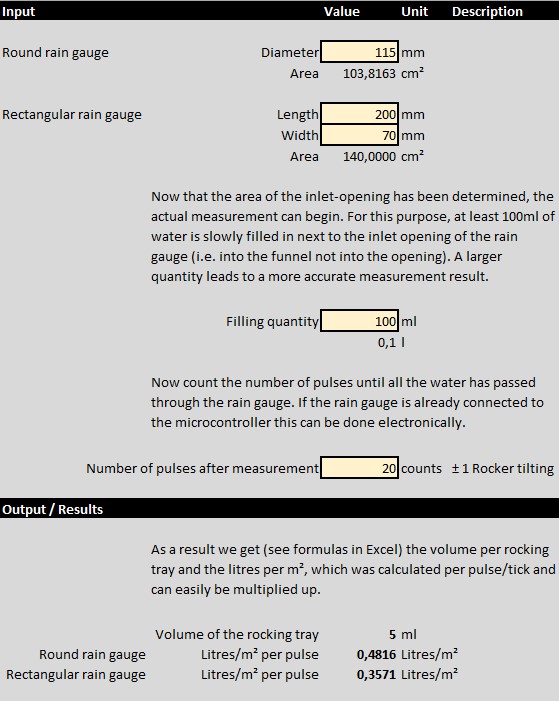 Input Value Unit Description
Round rain gauge Diameter 115 mm
Area 103,8163 cm²
Rectangular rain gauge Length 200 mm
Width 70 mm
Area 140,0000 cm²
Now that the area of the inlet-opening has been determined, the
actual measurement can begin. For this purpose, at least 100ml of
water is slowly filled in next to the inlet opening of the rain
gauge (i.e. into the funnel not into the opening). A larger
quantity leads to a more accurate measurement result.
Filling quantity 100 ml
0,1 l
Now count the number of pulses until all the water has passed
through the rain gauge. If the rain gauge is already connected to
the microcontroller this can be done electronically.
Number of pulses after measurement 20 counts ±1 Rocker tilting
Output / Results
As a result we get (see formulas in Excel) the volume per rocking
tray and the litres per m², which was calculated per pulse/tick and
can easily be multiplied up.
Volume of the rocking tray 5 ml
Round rain gauge Litres/m² per pulse 0,4816 Litres/m²
Rectangular rain gauge Litres/m² per pulse 0,3571 Litres/m²